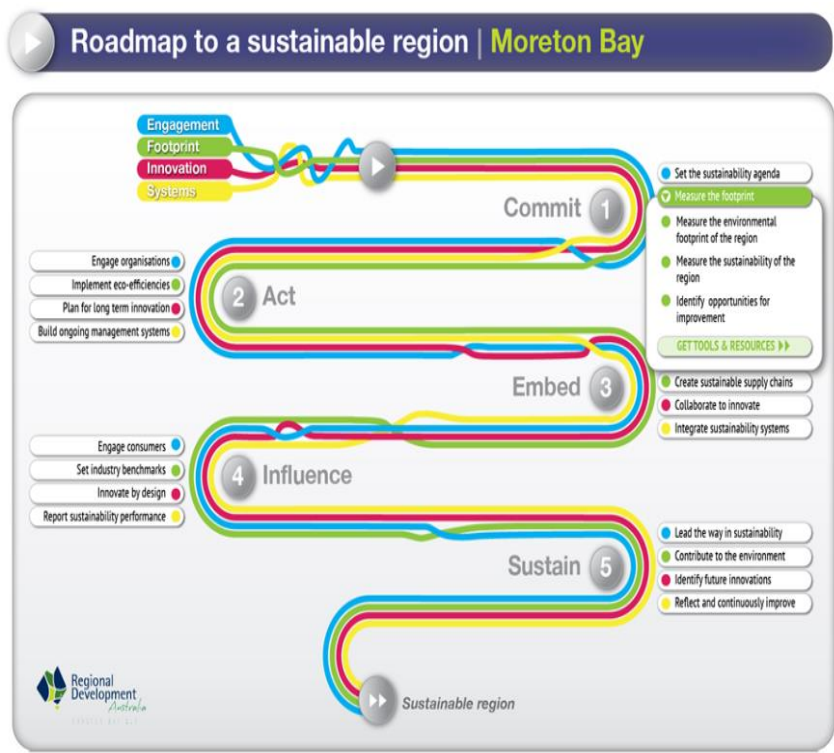 Roadmap to a sustainable region | Moreton Bay
Engagement
Footprint
Innovation
Systems
Commit 1
Set the sustainability agenda
Measure the footprint
Measure the environmental
footprint of the region
Measure the sustainability of the
region
Identify opportunities for
improvement
GET TOOLS & RESOURCES
Engage organisations
Implement eco-efficiencies
Plan for long term innovation
Build ongoing management systems
2 Act
Embed 3
Create sustainable supply chains
Collaborate to innovate
Integrate sustainability systems
Engage consumers
Set industry benchmarks
Innovate by design
Report sustainability performance
4 Influence
Sustain 5
Lead the way in sustainability
Contribute to the environment
Identify future innovations
Reflect and continuously improve
Regional
Development
Australia
Sustainable region